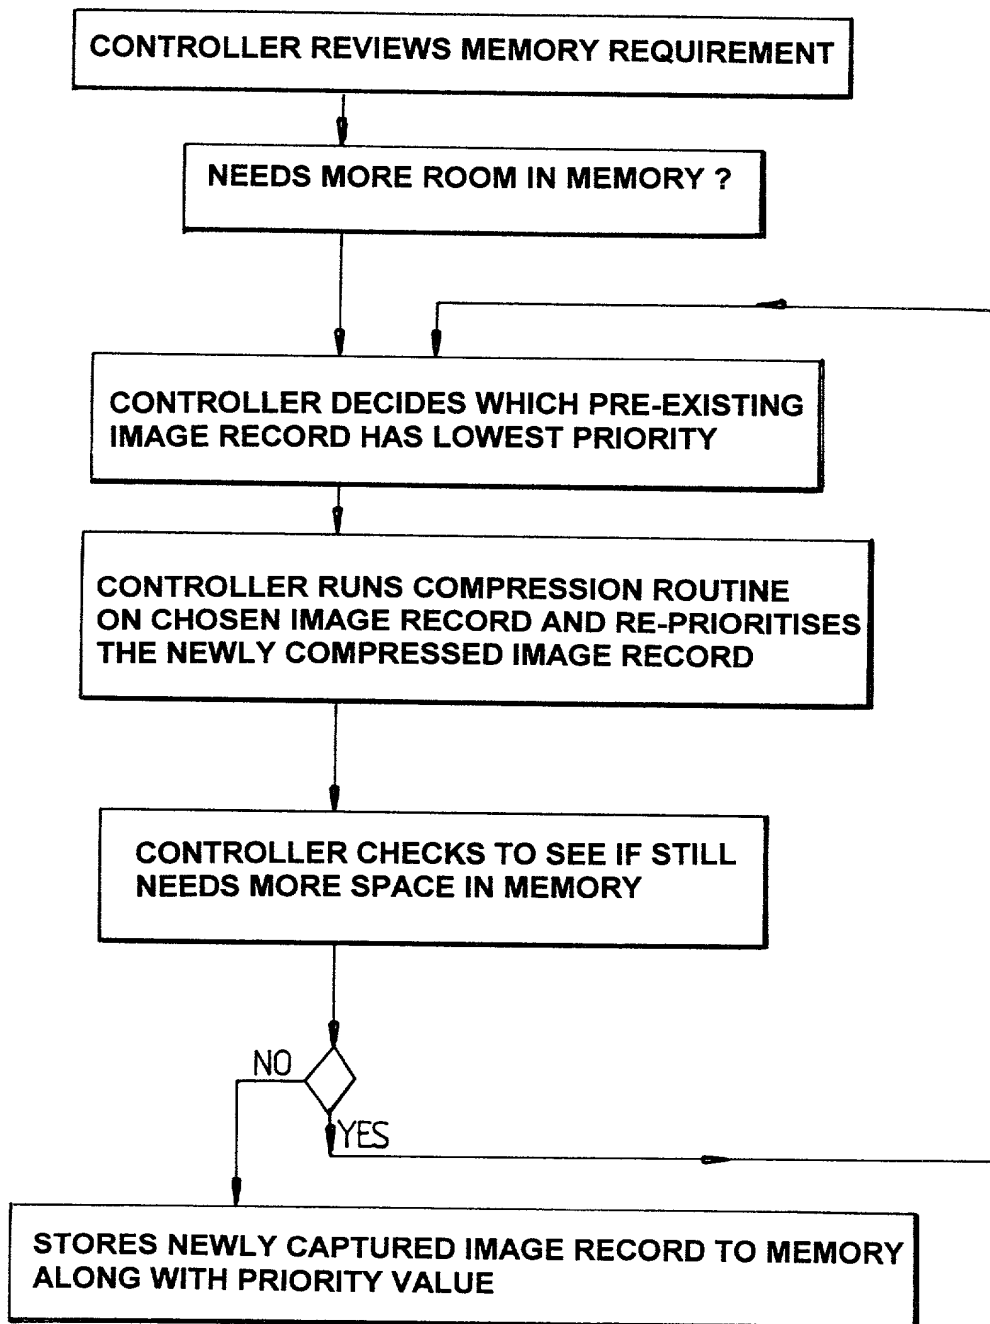 CONTROLLER REVIEWS MEMORY REQUIREMENT
NEEDS MORE ROOM IN MEMORY ?
CONTROLLER DECIDES WHICH PRE-EXISTING
IMAGE RECORD HAS LOWEST PRIORITY
CONTROLLER RUNS COMPRESSION ROUTINE
ON CHOSEN IMAGE RECORD AND RE-PRIORITISES
THE NEWLY COMPRESSED IMAGE RECORD
CONTROLLER CHECKS TO SEE IF STILL
NEEDS MORE SPACE IN MEMORY
NO
YES
STORES NEWLY CAPTURED IMAGE RECORD TO MEMORY
ALONG WITH PRIORITY VALUE